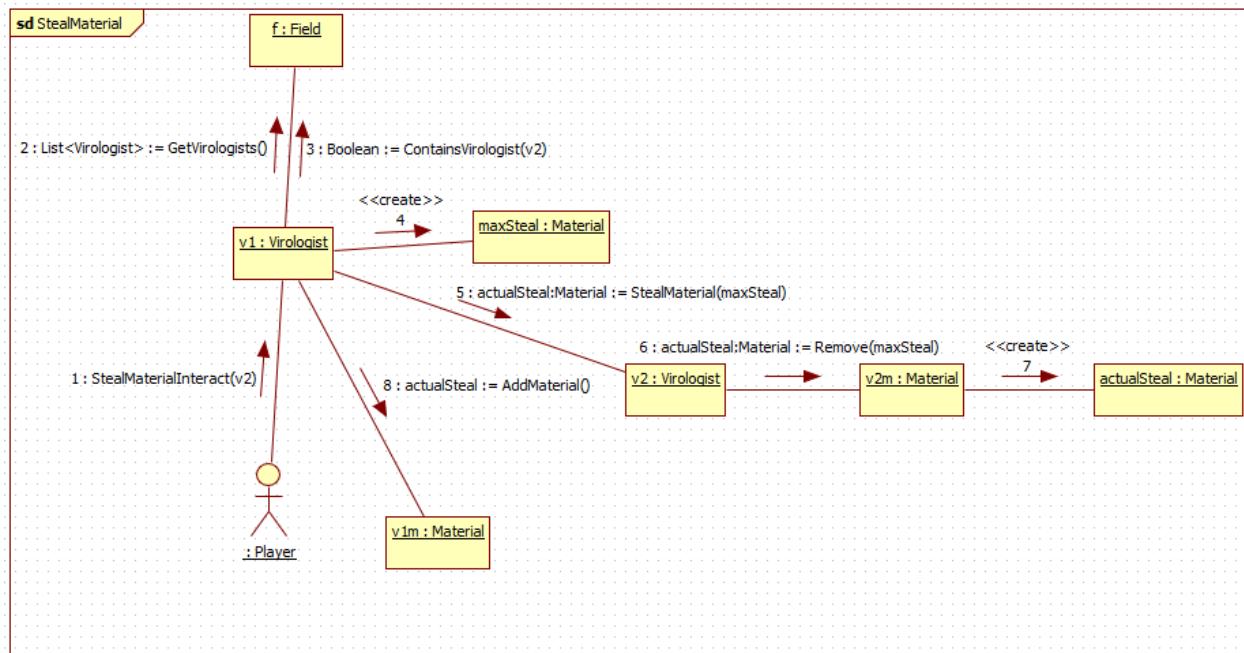 sd StealMaterial
f : Field
2 : List<Virologist> := GetVirologists()
3 : Boolean := ContainsVirologist(v2)
<<create>>
4
maxSteal : Material
v1 : Virologist
5 : actualSteal:Material := StealMaterial(maxSteal)
6 : actualSteal:Material := Remove(maxSteal)
<<create>>
7
1 : StealMaterialInteract(v2)
8 : actualSteal := AddMaterial()
v2 : Virologist
v2m : Material
actualSteal : Material
v1m : Material
: Player